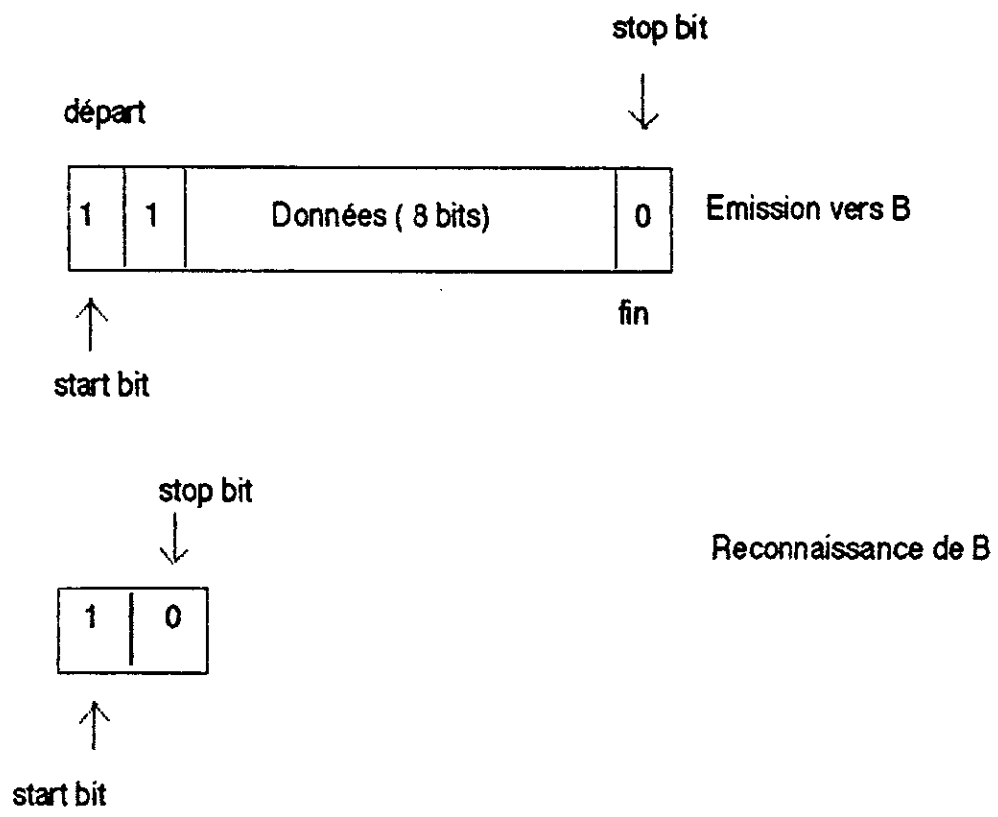 stop bit
départ
1 1 Données ( 8 bits) 0 Emission vers B
fin
start bit
stop bit
Reconnaissance de B
1 0
start bit